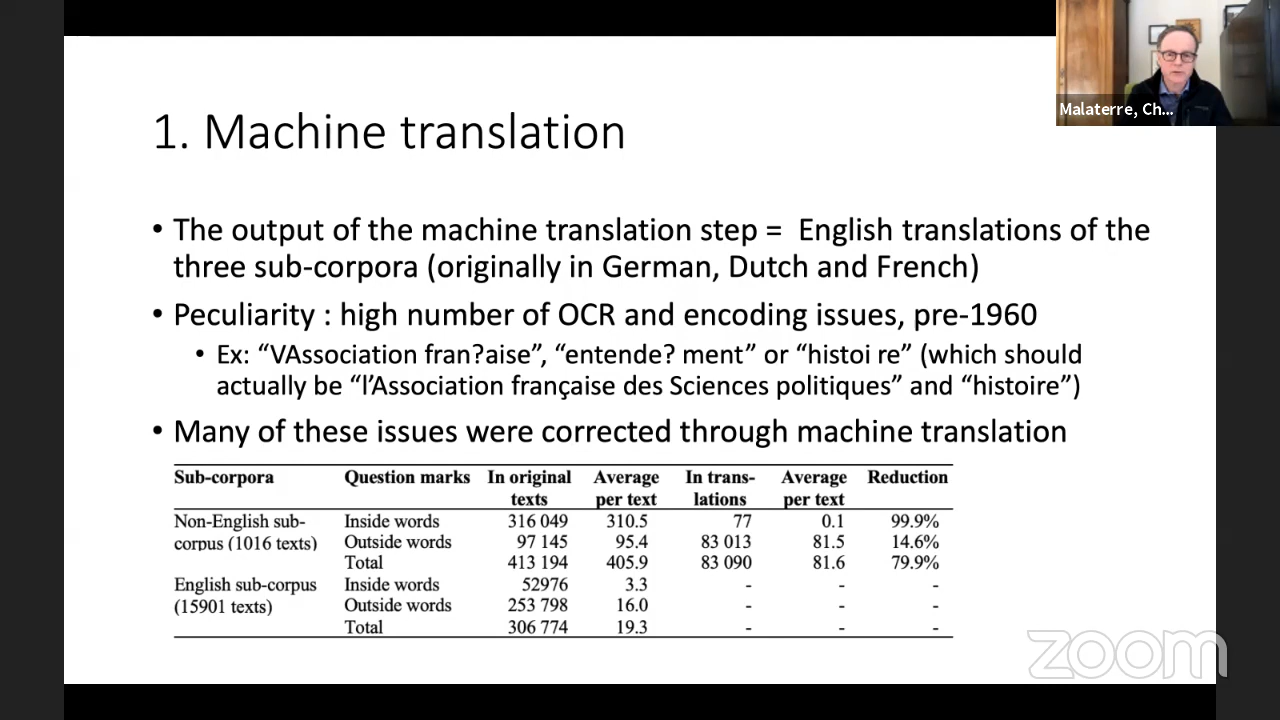 Malaterre, Ch...
1. Machine translation
• The output of the machine translation step = English translations of the
three sub-corpora (originally in German, Dutch and French)
• Peculiarity : high number of OCR and encoding issues, pre-1960
• Ex: “VAssociation fran?aise”, “entende? ment” or “histoi re” (which should
actually be “l’Association française des Sciences politiques” and “histoire”)
• Many of these issues were corrected through machine translation
Sub-corpora Question marks In original Average In trans- Average Reduction
texts per text lations per text
Non-English sub- Inside words 316 049 310.5 77 0.1 99.9%
corpus (1016 texts) Outside words 97 145 95.4 83 013 81.5 14.6%
Total 413 194 405.9 83 090 81.6 79.9%
English sub-corpus Inside words 52976 3.3 - - -
(15901 texts) Outside words 253 798 16.0 - - -
Total 306 774 19.3 - - -
zoom